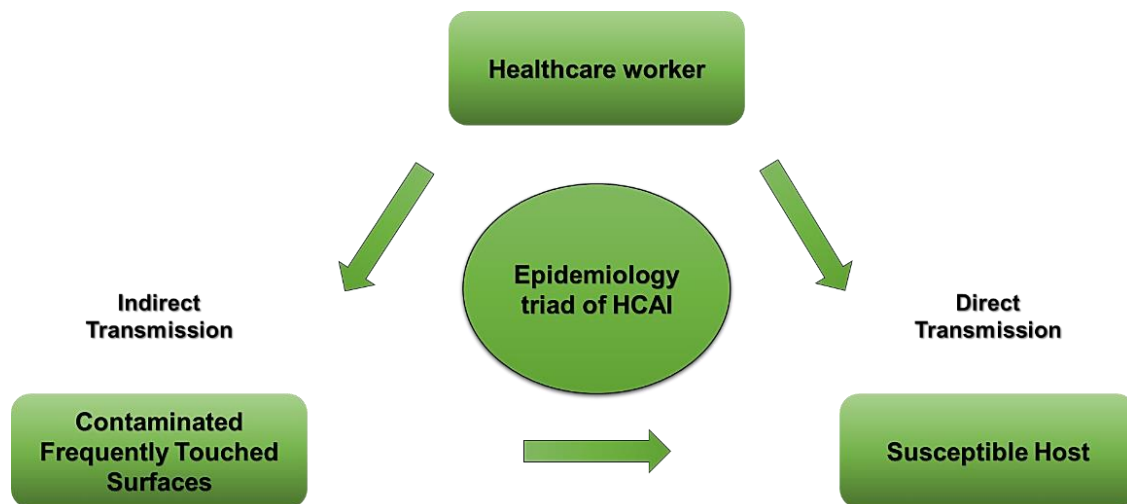 Healthcare worker
Epidemiology
triad of HCAI
Indirect
Transmission
Direct
Transmission
Contaminated
Frequently Touched
Surfaces
Susceptible Host